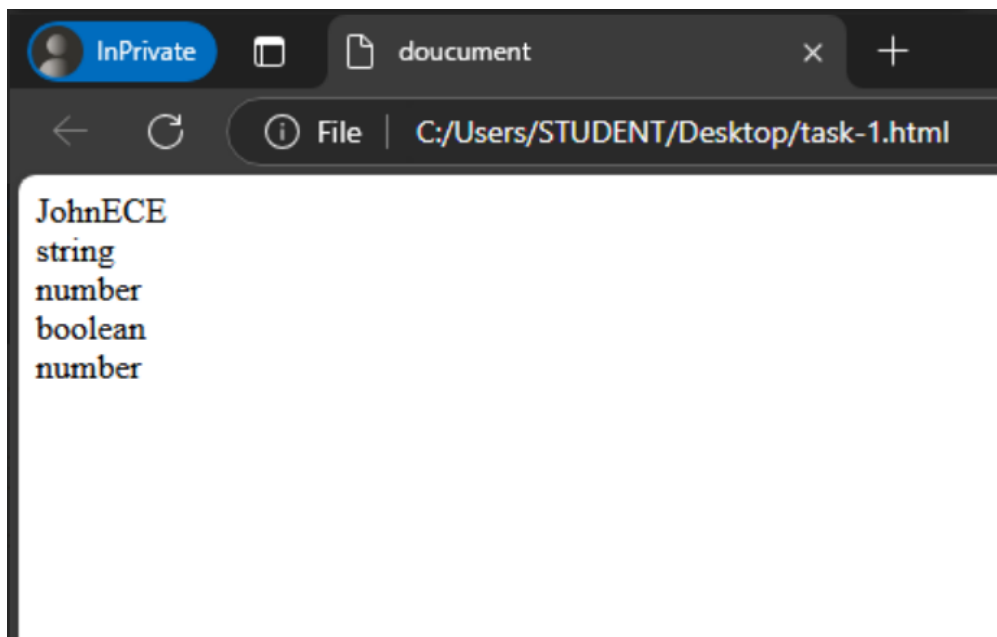 InPrivate
doucument
File
C:/Users/STUDENT/Desktop/task-1.html
JohnECE
string
number
boolean
number